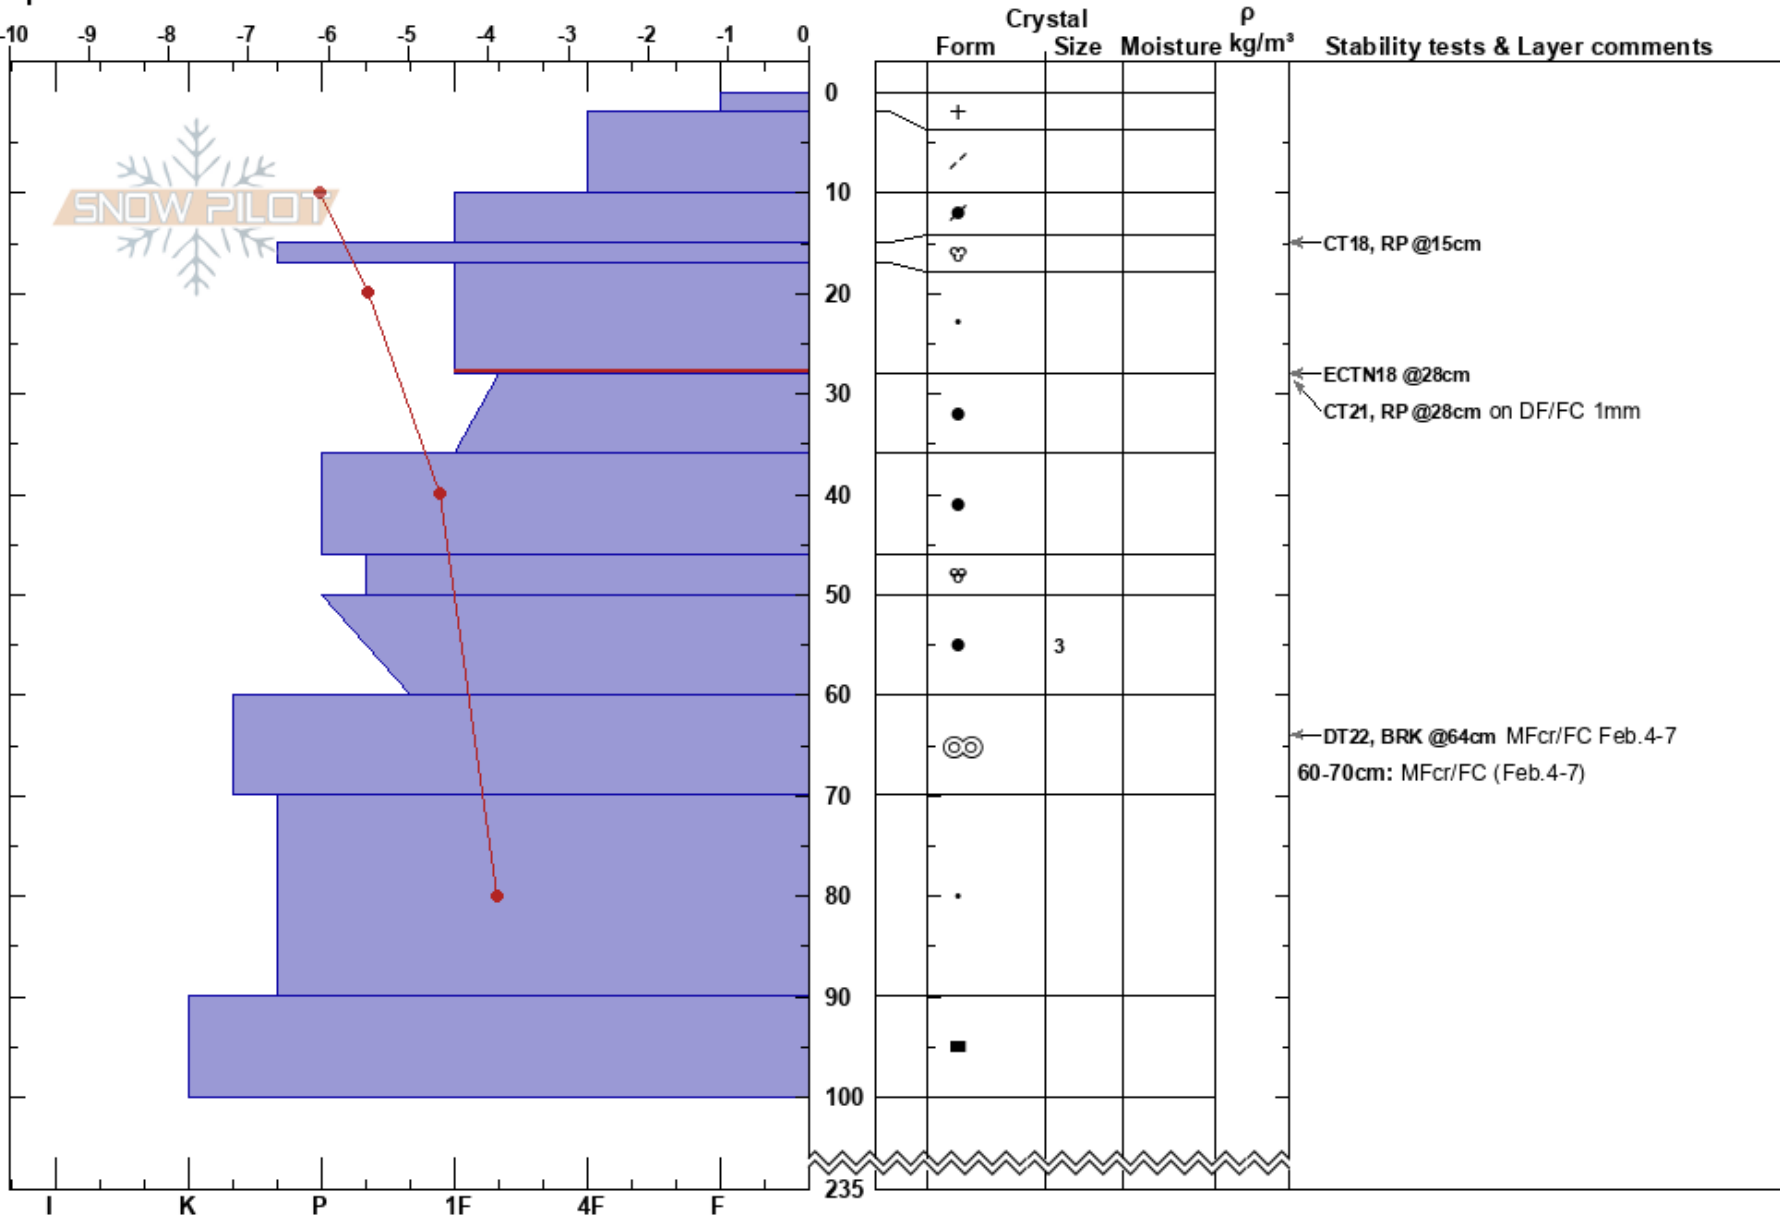 Crystal ρ
-10 -9 -8 -7 -6 -5 -4 -3 -2 -1 0 Form Size Moisture kg/m³ Stability tests & Layer comments
0
SNOW PILOT
10
CT18, RP @15cm
20
ECTN18 @28cm
30
CT21, RP @28cm on DF/FC 1mm
40
50
3
60
DT22, BRK @64cm MFcr/FC Feb.4-7
60-70cm: MFcr/FC (Feb.4-7)
70
80
90
100
235
I K P 1F 4F F